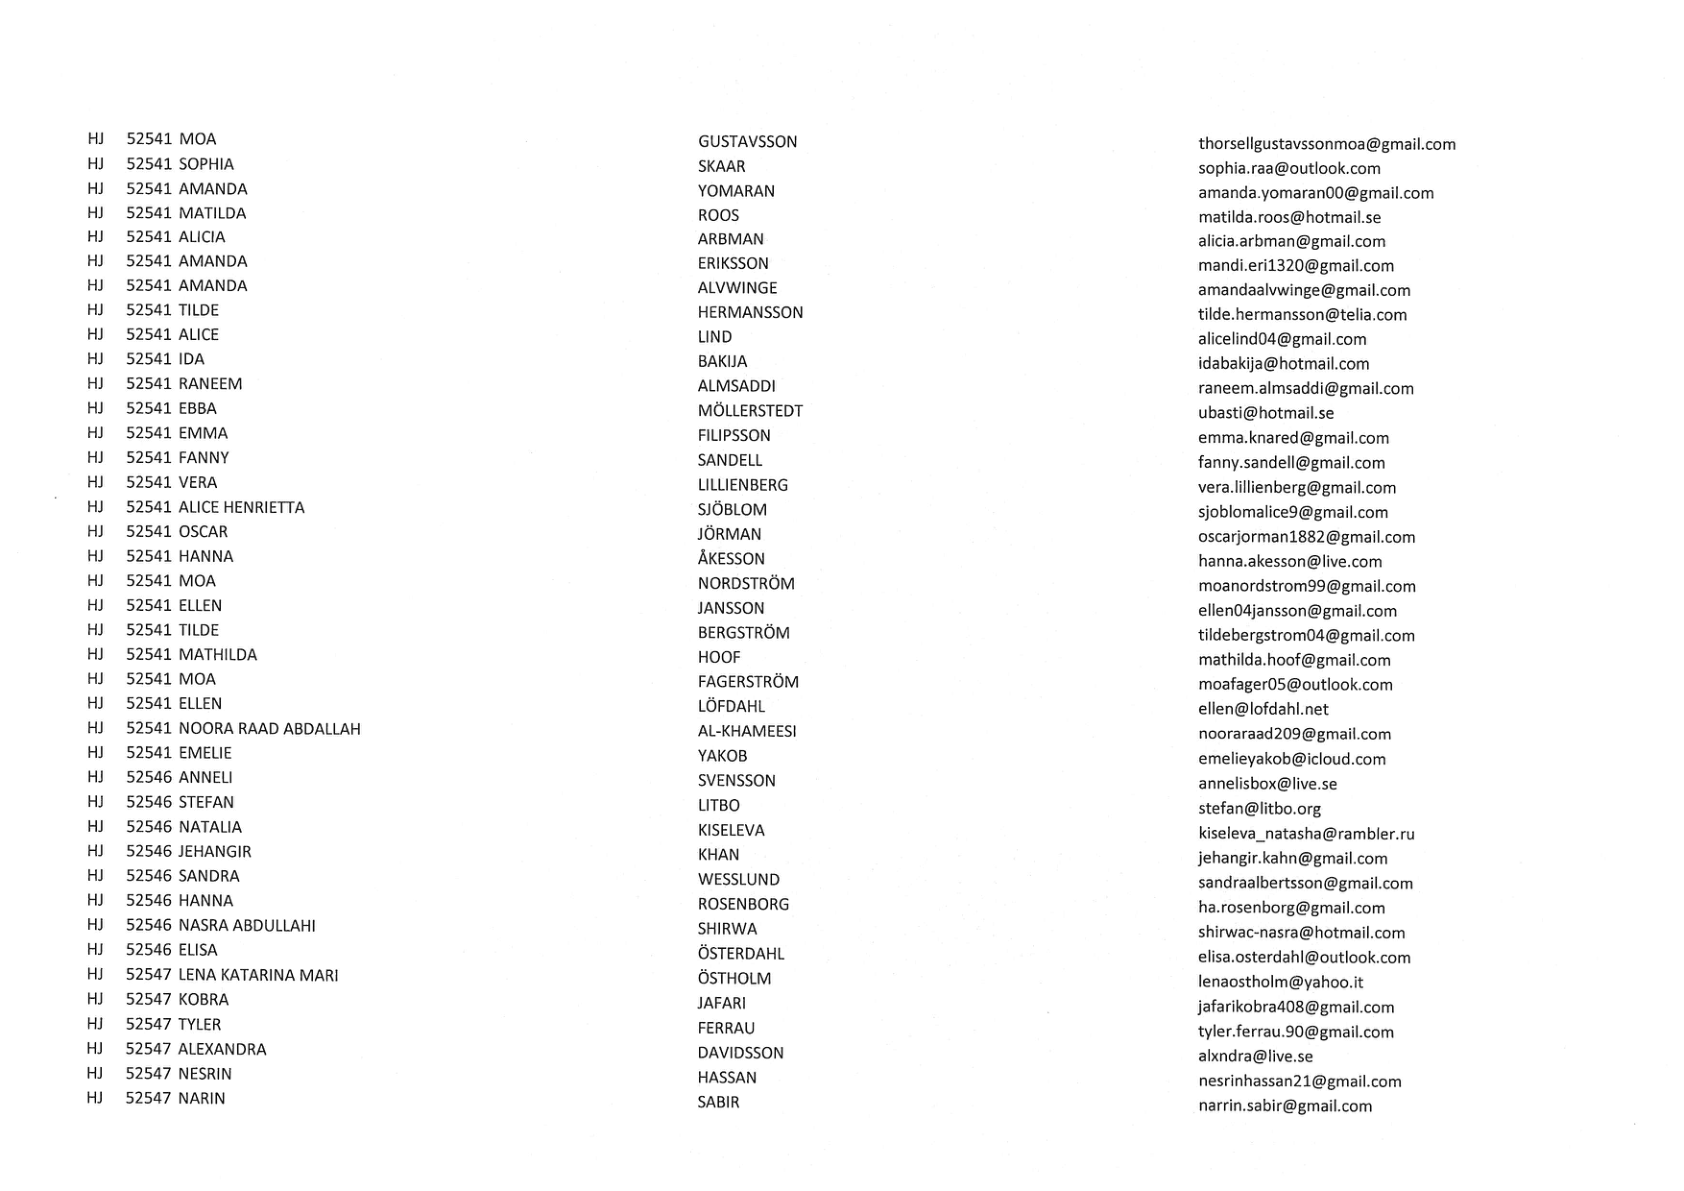 HJ 52541 MOA GUSTAVSSON thorsellgustavssonmoa@gmail.com
HJ 52541 SOPHIA SKAAR sophia.raa@outlook.com
HJ 52541 AMANDA YOMARAN amanda.yomaran00@gmail.com
HJ 52541 MATILDA ROOS matilda.roos@hotmail.se
HJ 52541 ALICIA ARBMAN alicia.arbman@gmail.com
HJ 52541 AMANDA ERIKSSON mandi.eri1320@gmail.com
HJ 52541 AMANDA ALVWINGE amandaalvwinge@gmail.com
HJ 52541 TILDE HERMANSSON tilde.hermansson@telia.com
HJ 52541 ALICE LIND alicelind04@gmail.com
HJ 52541 IDA BAKIJA idabakija@hotmail.com
HJ 52541 RANEEM ALMSADDI raneem.almsaddi@gmail.com
HJ 52541 EBBA MÖLLERSTEDT ubasti@hotmail.se
HJ 52541 EMMA FILIPSSON emma.knared@gmail.com
HJ 52541 FANNY SANDELL fanny.sandell@gmail.com
HJ 52541 VERA LILLIENBERG vera.lillienberg@gmail.com
HJ 52541 ALICE HENRIETTA SJÖBLOM sjoblomalice9@gmail.com
HJ 52541 OSCAR JÖRMAN oscarjorman1882@gmail.com
HJ 52541 HANNA ÅKESSON hanna.akesson@live.com
HJ 52541 MOA NORDSTRÖM moanordstrom99@gmail.com
HJ 52541 ELLEN JANSSON ellen04jansson@gmail.com
HJ 52541 TILDE BERGSTRÖM tildebergstrom04@gmail.com
HJ 52541 MATHILDA HOOF mathilda.hoof@gmail.com
HJ 52541 MOA FAGERSTRÖM moafager05@outlook.com
HJ 52541 ELLEN LÖFDAHL ellen@lofdahl.net
HJ 52541 NOORA RAAD ABDALLAH AL-KHAMEESI nooraraad209@gmail.com
HJ 52541 EMELIE YAKOB emelieyakob@icloud.com
HJ 52546 ANNELI SVENSSON annelisbox@live.se
HJ 52546 STEFAN LITBO stefan@litbo.org
HJ 52546 NATALIA KISELEVA kiseleva_natasha@rambler.ru
HJ 52546 JEHANGIR KHAN jehangir.kahn@gmail.com
HJ 52546 SANDRA WESSLUND sandraalbertsson@gmail.com
HJ 52546 HANNA ROSENBORG ha.rosenborg@gmail.com
HJ 52546 NASRA ABDULLAHI SHIRWA shirwac-nasra@hotmail.com
HJ 52546 ELISA ÖSTERDAHL elisa.osterdahl@outlook.com
HJ 52547 LENA KATARINA MARI ÖSTHOLM lenaostholm@yahoo.it
HJ 52547 KOBRA JAFARI jafarikobra408@gmail.com
HJ 52547 TYLER FERRAU tyler.ferrau.90@gmail.com
HJ 52547 ALEXANDRA DAVIDSSON alxndra@live.se
HJ 52547 NESRIN HASSAN nesrinhassan21@gmail.com
HJ 52547 NARIN SABIR narrin.sabir@gmail.com